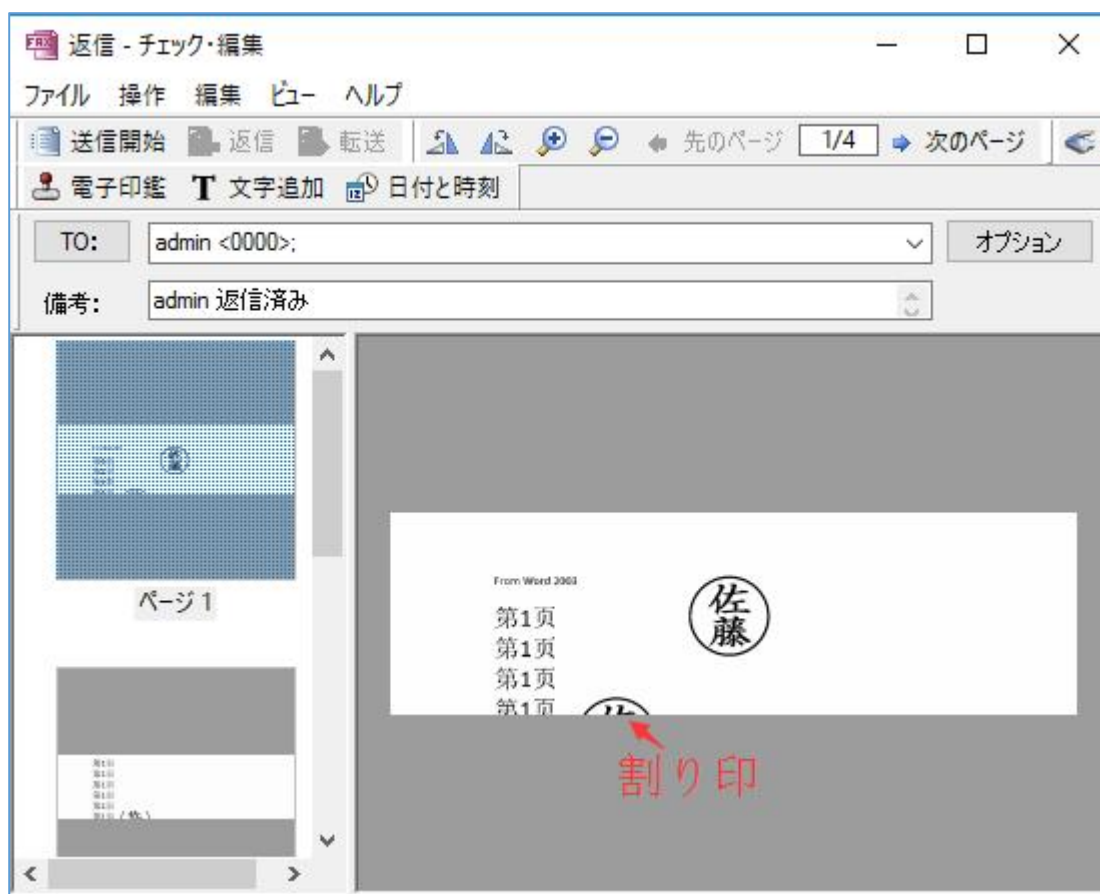 返信 - チェック・編集
ファイル 操作 編集 ビュー ヘルプ
送信開始 返信 転送 先のページ 1/4 次のページ
電子印鑑 T 文字追加 12 日付と時刻
TO: admin <0000>; オプション
備考: admin 返信済み
ページ 1
From Word 2003
佐藤
第1页
第1页
第1页
第1页
割り印